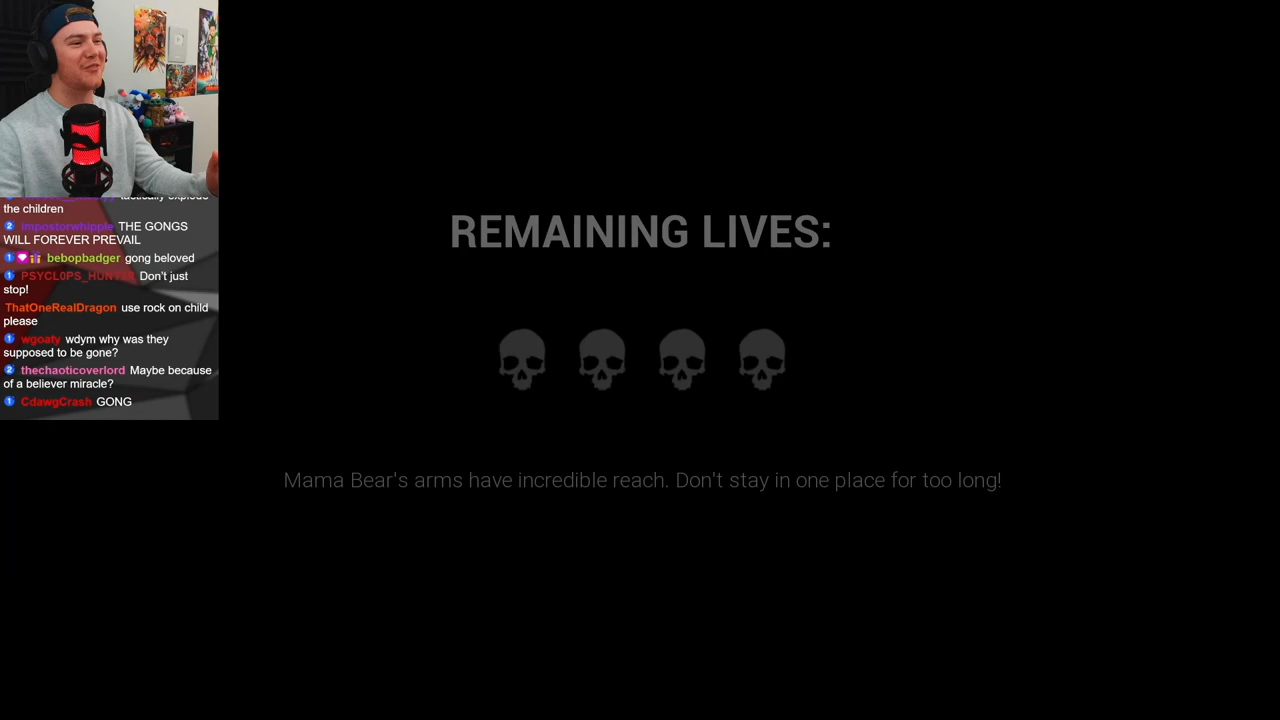 the children
impostorwhipple THE GONGS
WILL FOREVER PREVAIL
bebopbadger gong beloved
PSYCL0PS_HUNT3R Don't just
stop!
ThatOneRealDragon use rock on child
please
wgoaty wdym why was they
supposed to be gone?
thechaoticoverlord Maybe because
of a believer miracle?
CdawgCrash GONG
REMAINING LIVES:
Mama Bear's arms have incredible reach. Don't stay in one place for too long!